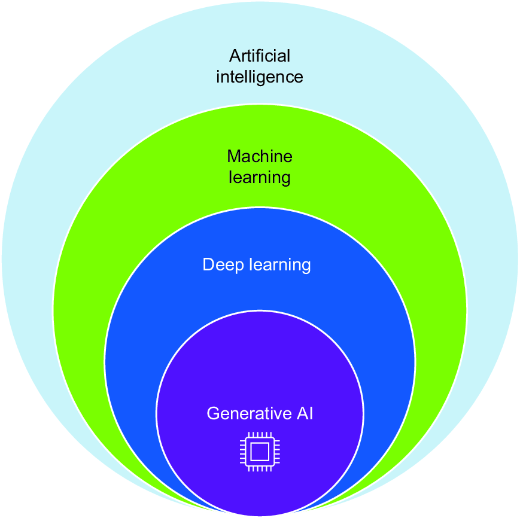 Artificial
intelligence
Machine
learning
Deep learning
Generative AI